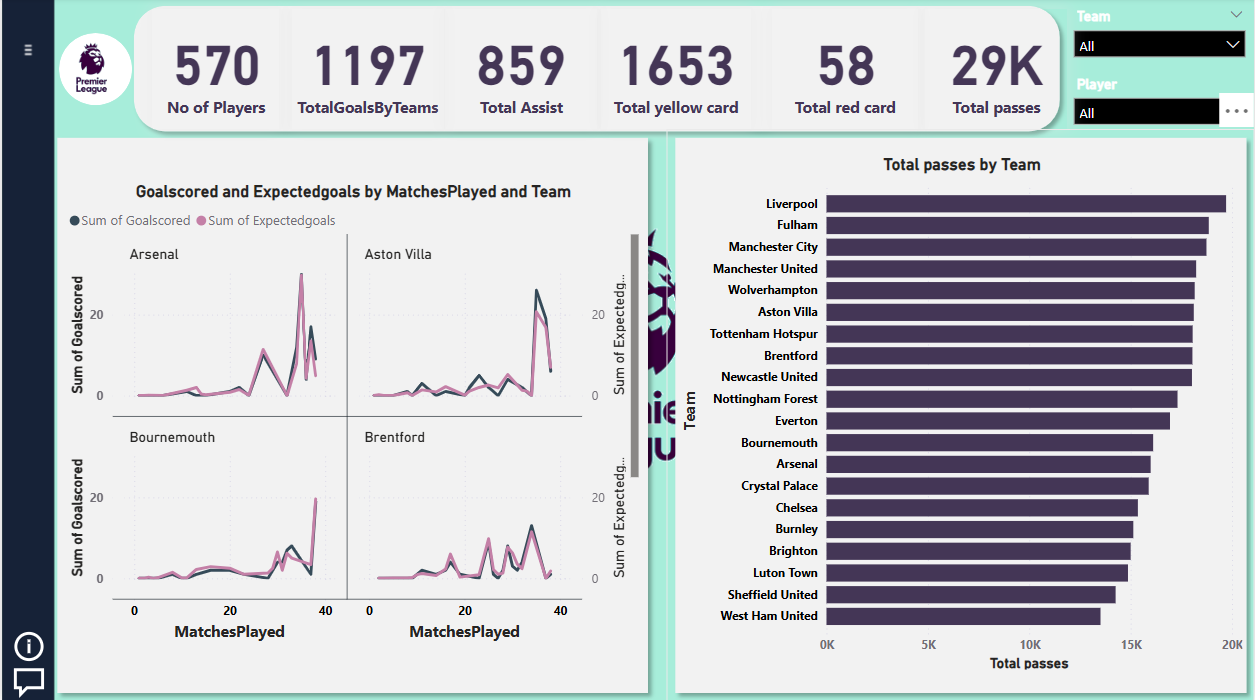 Premier
League
570
No of Players
1197
TotalGoalsByTeams
859
Total Assist
1653
Total yellow card
58
Total red card
29K
Total passes
Team
All
Player
All
Goalscored and Expectedgoals by MatchesPlayed and Team
Sum of Goalscored
Sum of Expectedgoals
Arsenal
Aston Villa
Sum of Goalscored
20
0
20
0
Sum of Expectedg...
Bournemouth
Brentford
Sum of Goalscored
20
0
20
0
Sum of Expectedg...
0 20 40
0 20 40
MatchesPlayed
MatchesPlayed
Total passes by Team
Team
Liverpool
Fulham
Manchester City
Manchester United
Wolverhampton
Aston Villa
Tottenham Hotspur
Brentford
Newcastle United
Nottingham Forest
Everton
Bournemouth
Arsenal
Crystal Palace
Chelsea
Burnley
Brighton
Luton Town
Sheffield United
West Ham United
0K 5K 10K 15K 20K
Total passes